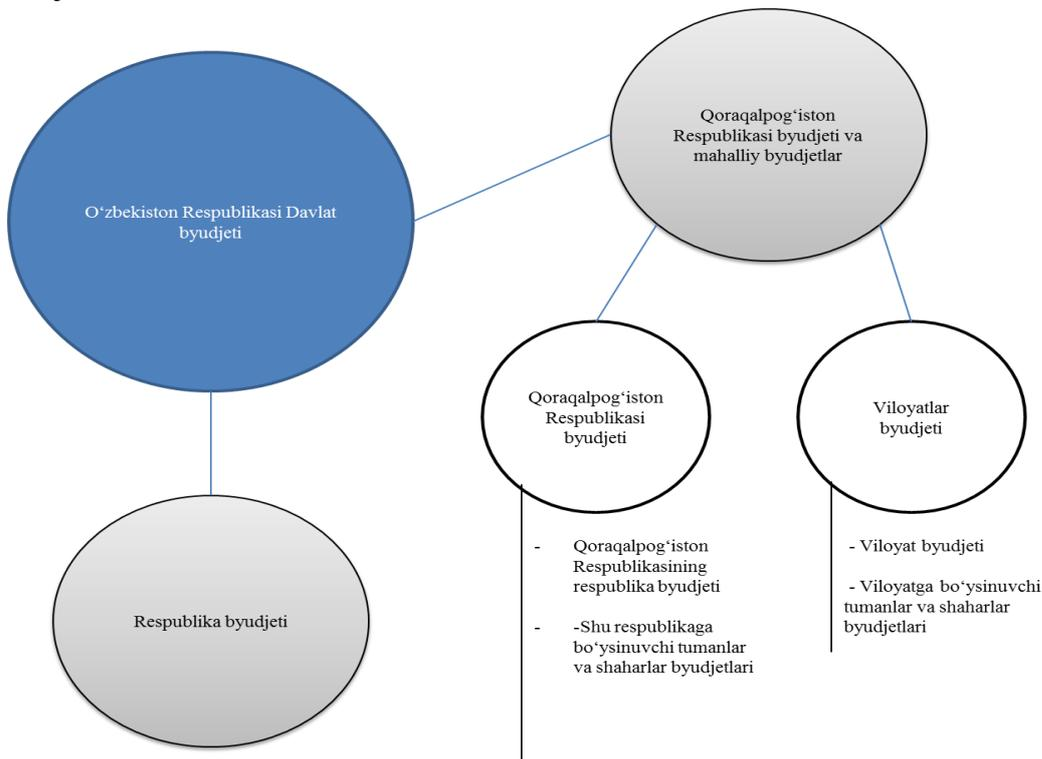 O‘zbekiston Respublikasi Davlat
byudjeti
Qoraqalpog‘iston
Respublikasi byudjeti va
mahalliy byudjetlar
Qoraqalpog‘iston
Respublikasi
byudjeti
Viloyatlar
byudjeti
Respublika byudjeti
- Qoraqalpog‘iston
Respublikasining
respublika byudjeti
- -Shu respublikaga
bo‘ysinuvchi tumanlar
va shaharlar byudjetlari
- Viloyat byudjeti
- Viloyatga bo‘ysinuvchi
tumanlar va shaharlar
byudjetlari